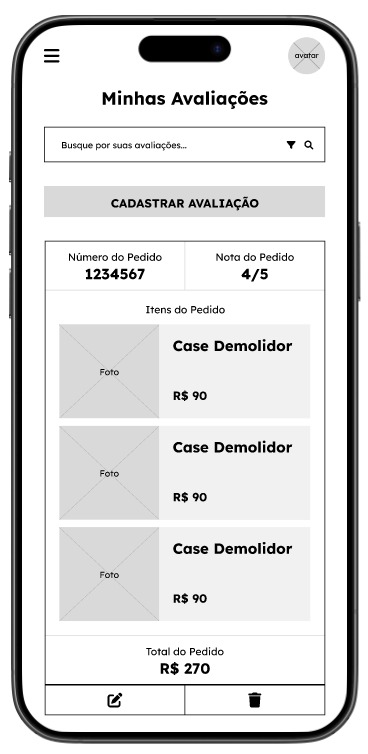 avatar
Minhas Avaliações
Busque por suas avaliações...
CADASTRAR AVALIAÇÃO
Número do Pedido
1234567
Nota do Pedido
4/5
Itens do Pedido
Foto
Case Demolidor
R$ 90
Foto
Case Demolidor
R$ 90
Foto
Case Demolidor
R$ 90
Total do Pedido
R$ 270